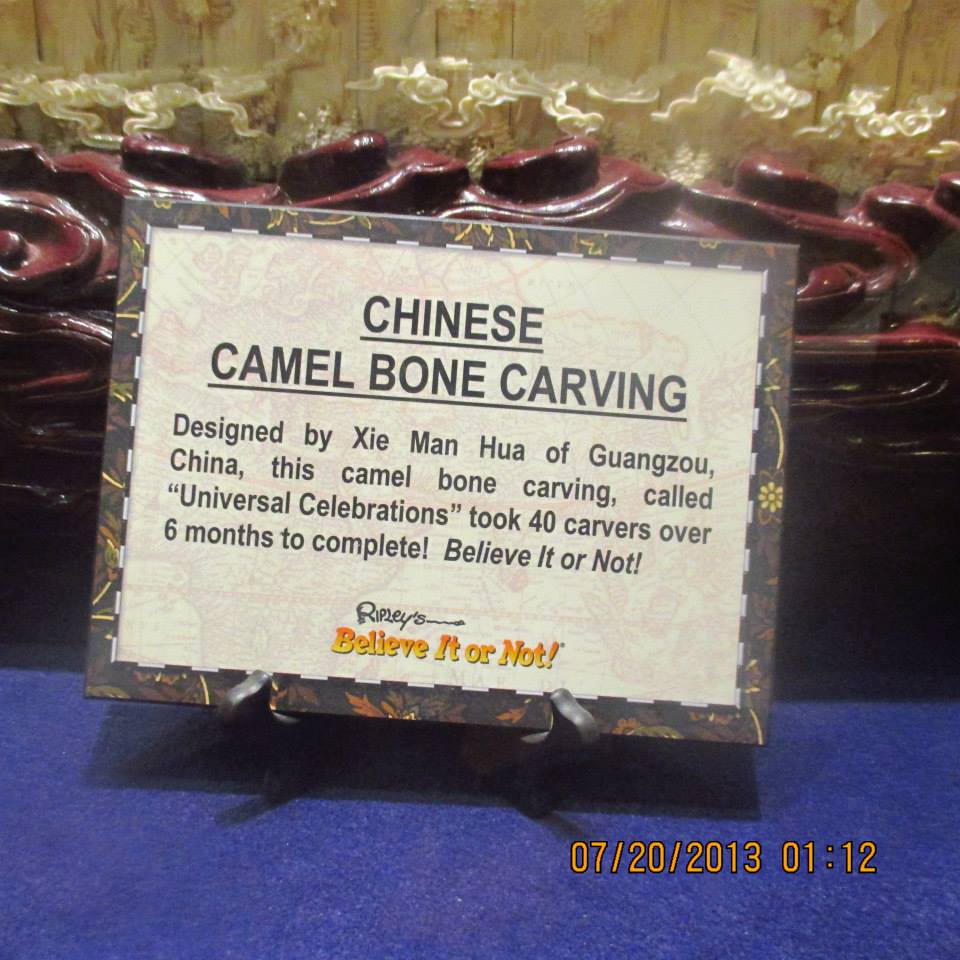 CHINESE
CAMEL BONE CARVING
Designed by Xie Man Hua of Guangzou,
China, this camel bone carving, called
“Universal Celebrations” took 40 carvers over
6 months to complete! Believe It or Not!
RIPLEY'S
Believe It or Not!®
07/20/2013 01:12